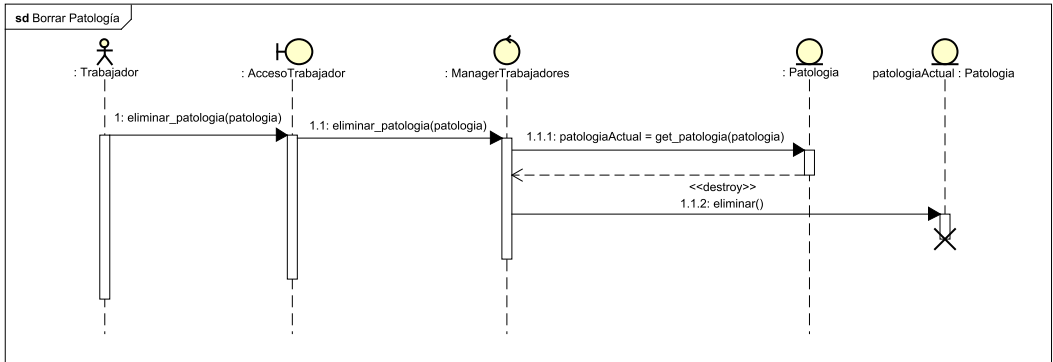 sd Borrar Patología
: Trabajador
: AccesoTrabajador
: ManagerTrabajadores
: Patologia
patologiaActual : Patologia
1: eliminar_patologia(patologia)
1.1: eliminar_patologia(patologia)
1.1.1: patologiaActual = get_patologia(patologia)
<<destroy>>
1.1.2: eliminar()